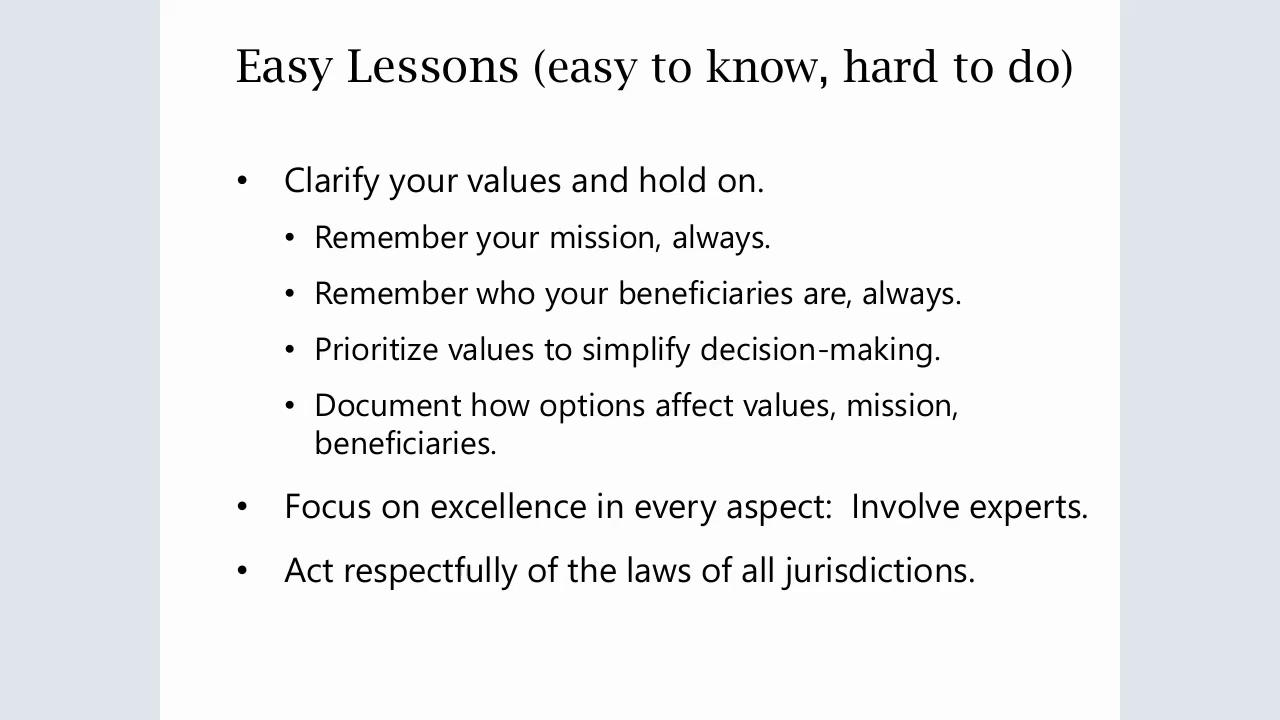 Easy Lessons (easy to know, hard to do)
• Clarify your values and hold on.
• Remember your mission, always.
• Remember who your beneficiaries are, always.
• Prioritize values to simplify decision-making.
• Document how options affect values, mission,
beneficiaries.
• Focus on excellence in every aspect:  Involve experts.
• Act respectfully of the laws of all jurisdictions.